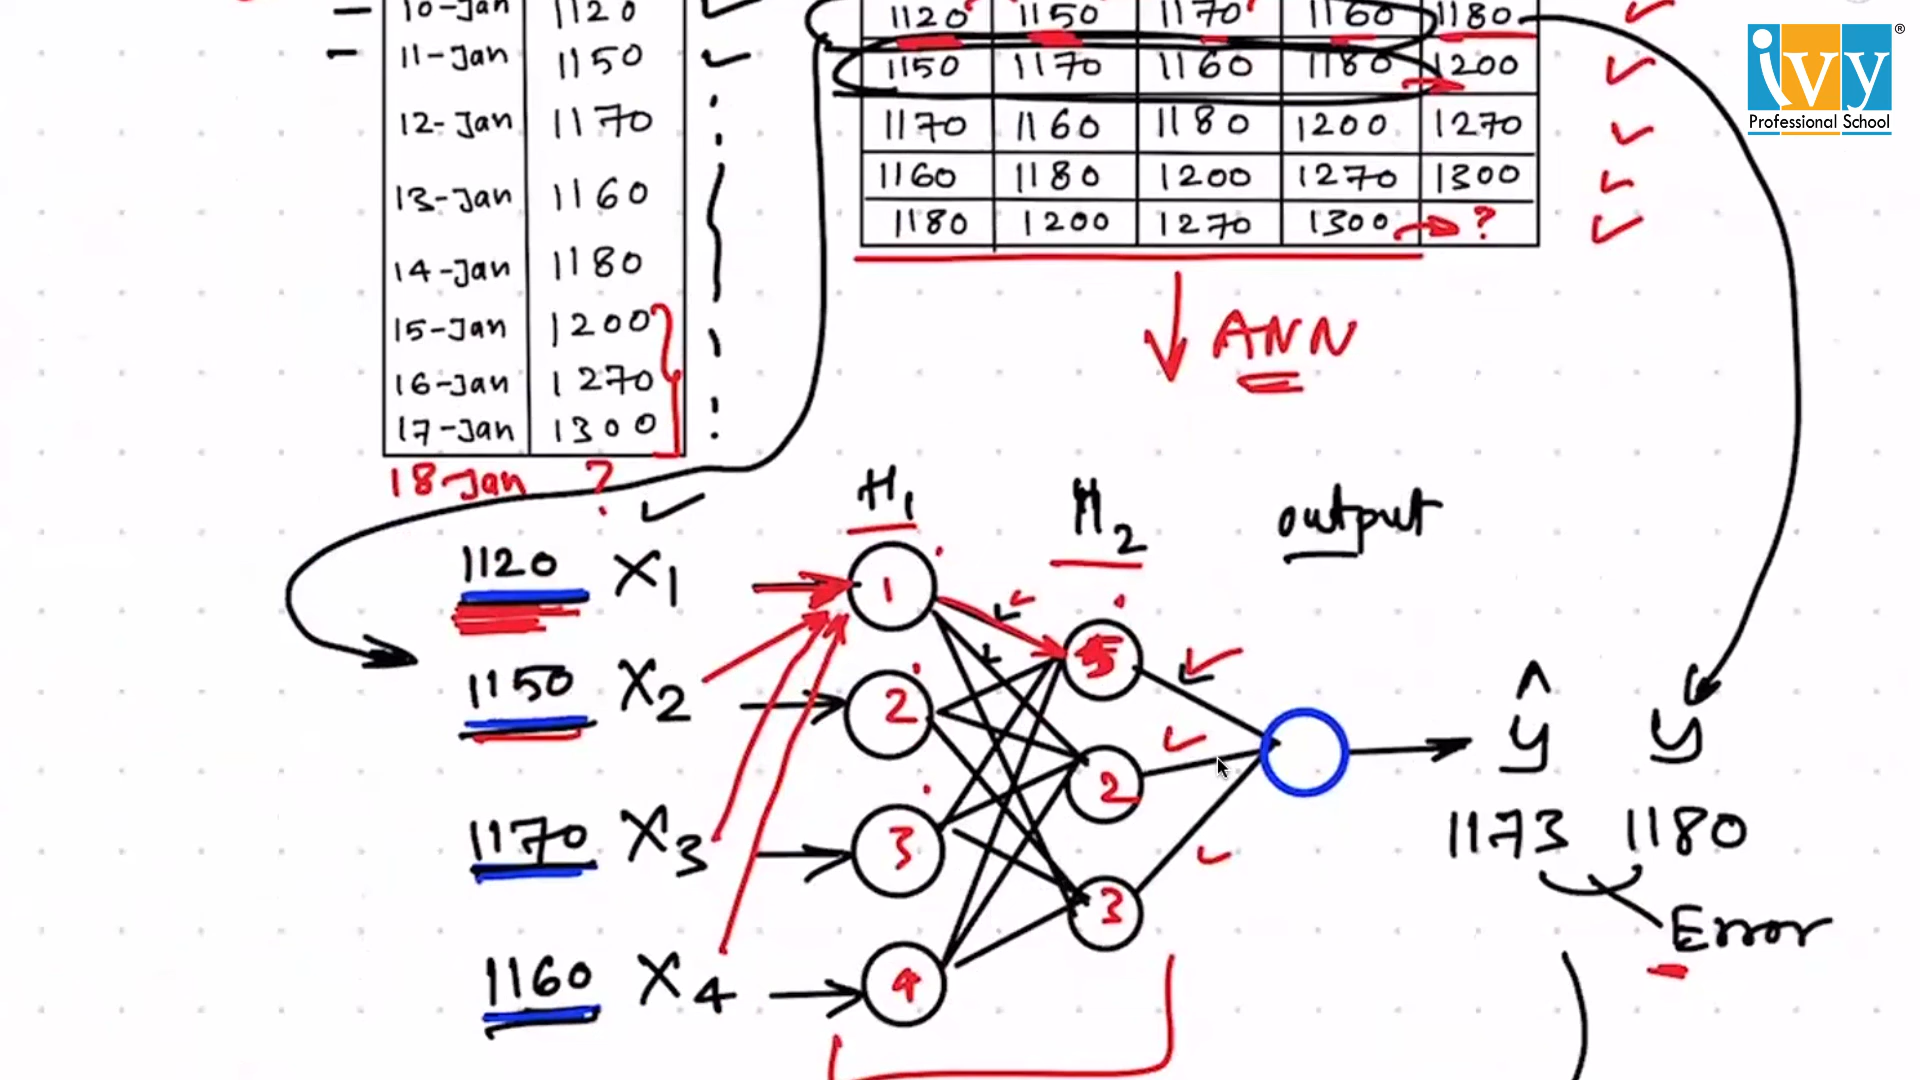 10-Jan 1120
11-Jan 1150
12-Jan 1170
13-Jan 1160
14-Jan 1180
15-Jan 1200
16-Jan 1270
17-Jan 1300
18-Jan ?
1120 1150 1170 1160 1180
1150 1170 1160 1180 1200
1170 1160 1180 1200 1270
1160 1180 1200 1270 1300
1180 1200 1270 1300 ?
ivy ®
Professional School
ANN
H1 H2 output
1120 X1 1
1150 X2 2
1170 X3 3
1160 X4 4
2
3
ŷ y
1173 1180
Error